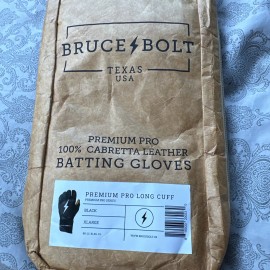 BRUCE BOLT
TEXAS
USA
PREMIUM PRO
100% CABRETTA LEATHER
BATTING GLOVES
PREMIUM PRO LONG CUFF
BLACK